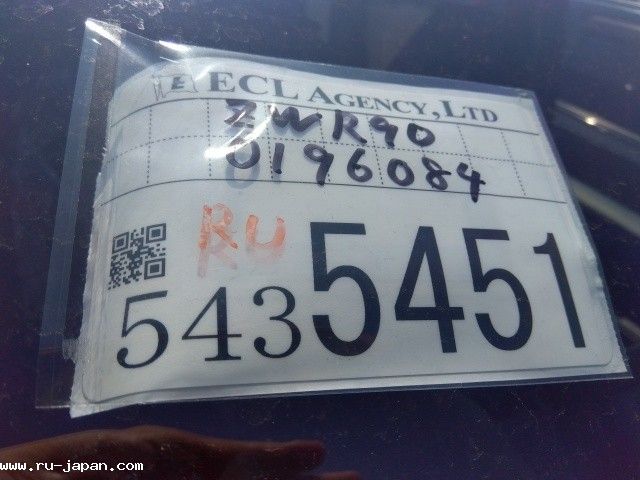 E ECL AGENCY,LTD
ZWR90
0196084
RU
5435451
www.ru-japan.com